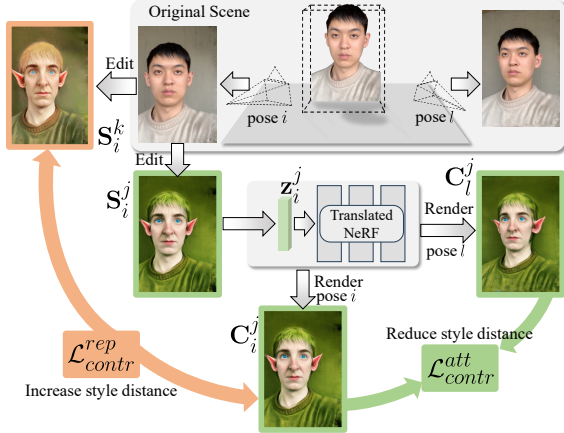 Original Scene
Edit
pose i
pose l
S_i^k
Edit
S_i^j
z_i^j
C_l^j
Translated
NeRF
Render
pose l
Render
pose i
C_i^j
Reduce style distance
L_contr^rep
L_contr^att
Increase style distance